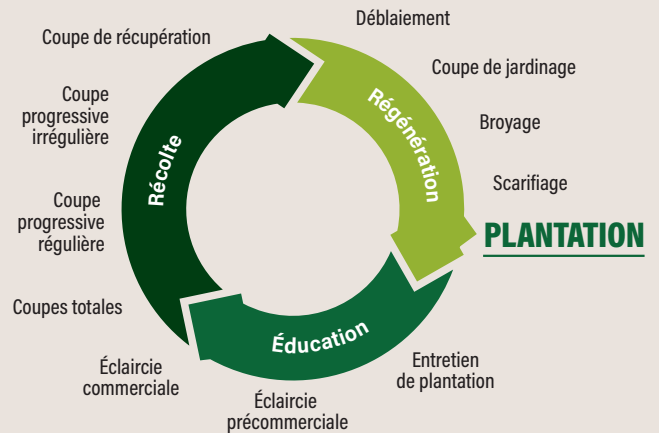 Déblaiement
Coupe de jardinage
Broyage
Scarifiage
PLANTATION
Régénération
Entretien
de plantation
Éclaircie
précommerciale
Éclaircie
commerciale
Éducation
Coupes totales
Coupe
progressive
régulière
Coupe
progressive
irrégulière
Coupe de récupération
Récolte